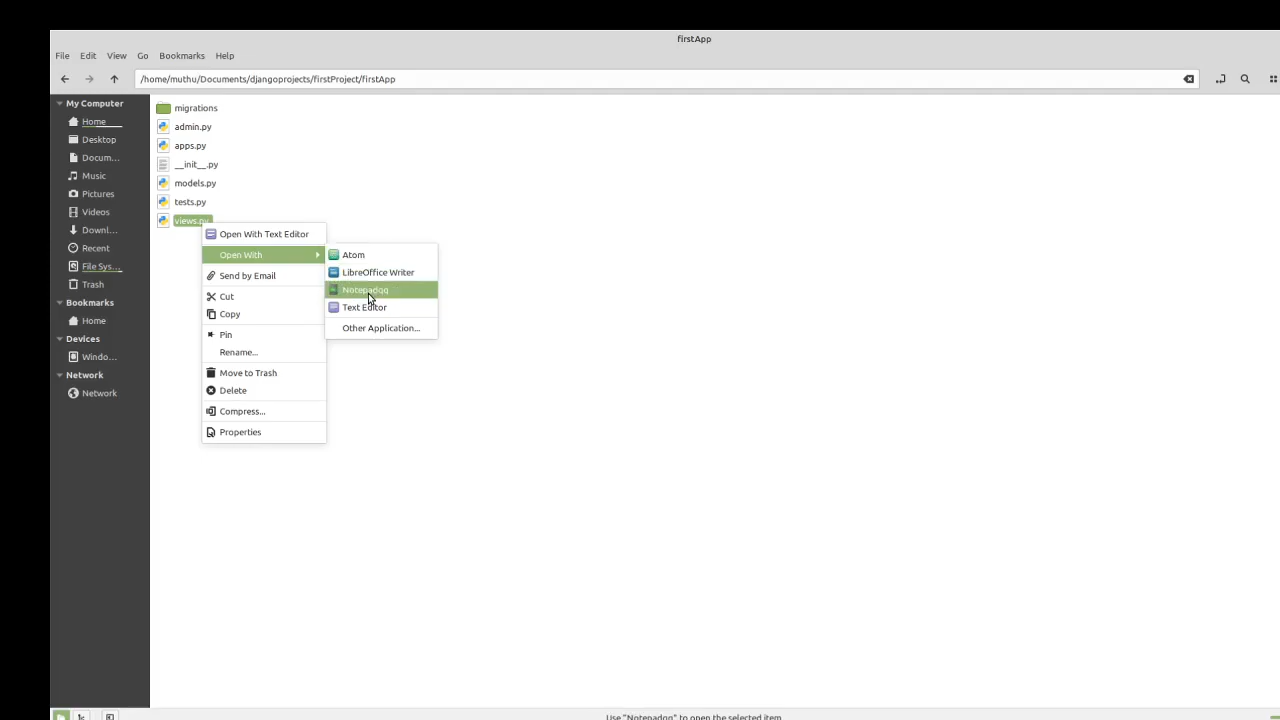 firstApp
File Edit View Go Bookmarks Help
/home/muthu/Documents/djangoprojects/firstProject/firstApp
My Computer
Home
Desktop
Docum...
Music
Pictures
Videos
Downl...
Recent
File Sys...
Trash
Bookmarks
Home
Devices
Windo...
Network
Network
migrations
admin.py
apps.py
__init__.py
models.py
tests.py
views.py
Open With Text Editor
Open With
Send by Email
Cut
Copy
Pin
Rename...
Move to Trash
Delete
Compress...
Properties
Atom
LibreOffice Writer
Notepadqq
Text Editor
Other Application...
Use "Notepadqq" to open the selected item